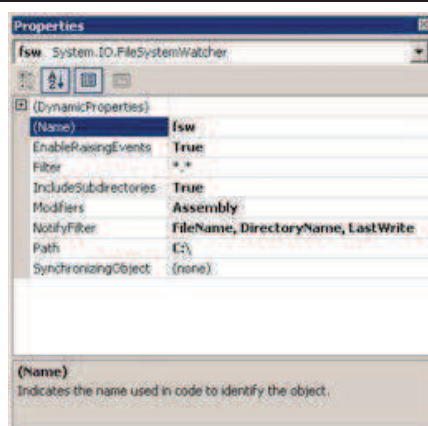 Properties
fsw System.IO.FileSystemWatcher
(DynamicProperties)
(Name) fsw
EnableRaisingEvents True
Filter *.*
IncludeSubdirectories True
Modifiers Assembly
NotifyFilter FileName, DirectoryName, LastWrite
Path C:\
SynchronizingObject (none)
(Name)
Indicates the name used in code to identify the object.